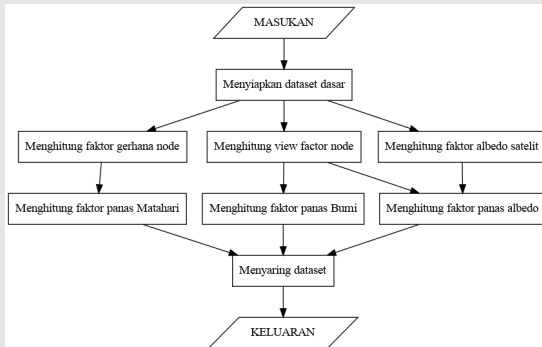 MASUKAN
Menyiapkan dataset dasar
Menghitung faktor gerhana node
Menghitung view factor node
Menghitung faktor albedo satelit
Menghitung faktor panas Matahari
Menghitung faktor panas Bumi
Menghitung faktor panas albedo
Menyaring dataset
KELUARAN